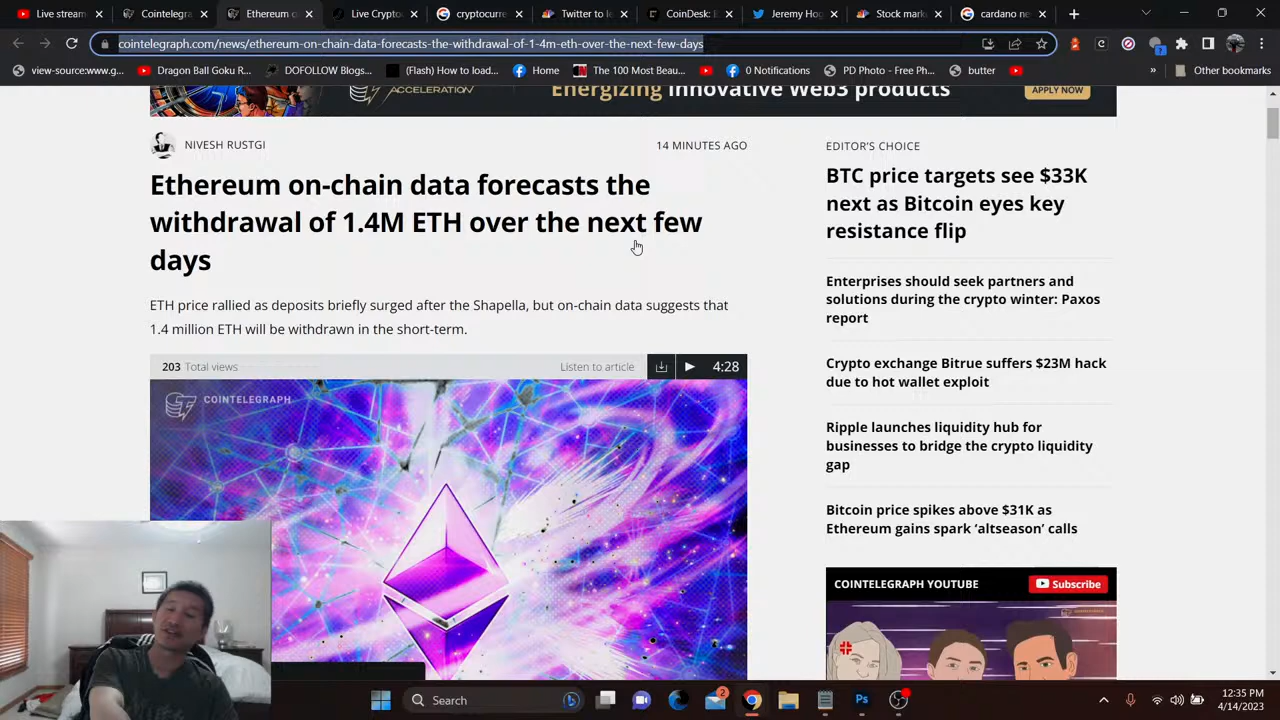 Live stream
Cointelegra
Ethereum o
Live Crypto
cryptocurre
Twitter to le
CoinDesk:
Jeremy Hog
Stock mark
cardano ne
cointelegraph.com/news/ethereum-on-chain-data-forecasts-the-withdrawal-of-1-4m-eth-over-the-next-few-days
view-source:www.g...
Dragon Ball Goku R...
DOFOLLOW Blogs...
(Flash) How to load...
Home
The 100 Most Beau...
0 Notifications
PD Photo - Free Ph...
butter
»
Other bookmarks
ACCELERATION
Energizing innovative Web3 products
APPLY NOW
NIVESH RUSTGI
14 MINUTES AGO
Ethereum on-chain data forecasts the
withdrawal of 1.4M ETH over the next few
days
ETH price rallied as deposits briefly surged after the Shapella, but on-chain data suggests that
1.4 million ETH will be withdrawn in the short-term.
203 Total views
Listen to article
4:28
COINTELEGRAPH
EDITOR'S CHOICE
BTC price targets see $33K
next as Bitcoin eyes key
resistance flip
Enterprises should seek partners and
solutions during the crypto winter: Paxos
report
Crypto exchange Bitrue suffers $23M hack
due to hot wallet exploit
Ripple launches liquidity hub for
businesses to bridge the crypto liquidity
gap
Bitcoin price spikes above $31K as
Ethereum gains spark ‘altseason’ calls
COINTELEGRAPH YOUTUBE
Subscribe
Search
2
12:35 PM
4/14/2023